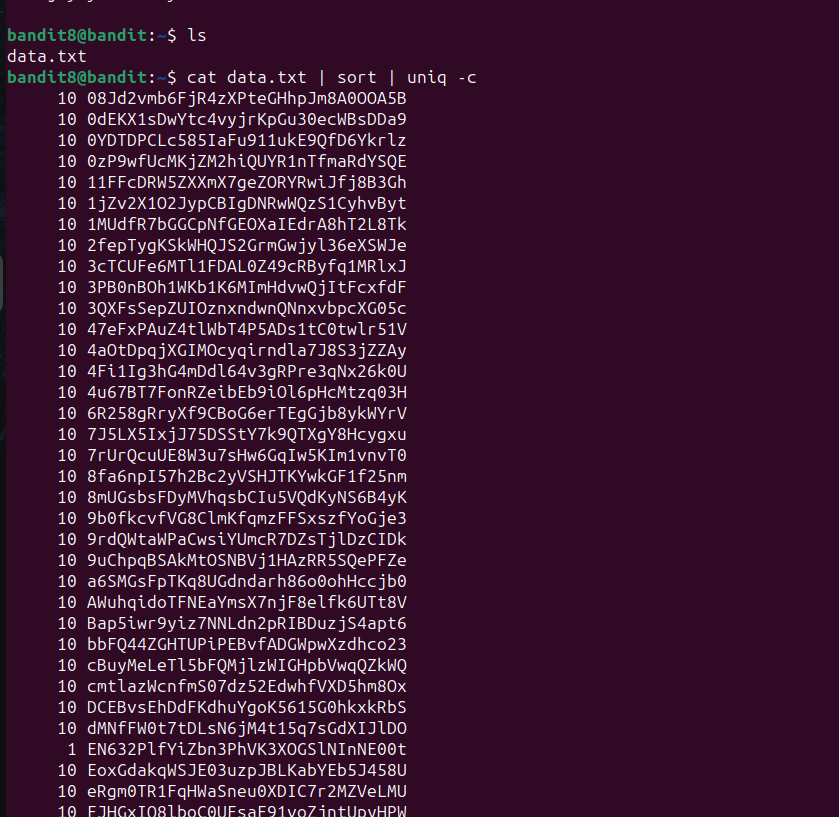 bandit8@bandit:~$ ls
data.txt
bandit8@bandit:~$ cat data.txt | sort | uniq -c
10 08Jd2vmb6FjR4zXPteGHhpJm8A0OOA5B
10 0dEKX1sDwYtc4vyjrKpGu30ecWBsDDa9
10 0YDTDPCLc585IaFu911ukE9QfD6Ykrlz
10 0zP9wfUcMKjZM2hiQUYR1nTfmaRdYSQE
10 11FFcDRW5ZXXmX7geZORYRwiJfj8B3Gh
10 1jZv2X1O2JypCBIgDNRwWQzS1CyhvByt
10 1MUdfR7bGGCpNfGEOXaIEdrA8hT2L8Tk
10 2fepTygKSkWHQJS2GrmGwjyl36eXSWJe
10 3cTCUFe6MTl1FDAL0Z49cRByfq1MRlxJ
10 3PB0nBOh1WKb1K6MImHdvwQjItFcxfdF
10 3QXFsSepZUIOznxndwnQNnxvbpcXG05c
10 47eFxPAuZ4tlWbT4P5ADs1tC0twlr51V
10 4aOtDpqjXGIMOcyqirndla7J8S3jZZAy
10 4Fi1Ig3hG4mDdl64v3gRPre3qNx26k0U
10 4u67BT7FonRZeibEb9iOl6pHcMtzq03H
10 6R258gRryXf9CBoG6erTEgGjb8ykWYrV
10 7J5LX5IxjJ75DSStY7k9QTXgY8Hcygxu
10 7rUrQcuUE8W3u7sHw6GqIw5KIm1vnvT0
10 8fa6npI57h2Bc2yVSHJTKYwkGF1f25nm
10 8mUGsbsFDyMVhqsbCIu5VQdKyNS6B4yK
10 9b0fkcvfVG8ClmKfqmzFFSxszfYoGje3
10 9rdQWtaWPaCwsiYUmcR7DZsTjlDzCIDk
10 9uChpqBSAkMtOSNBVj1HAzRR5SQePFZe
10 a6SMGsFpTKq8UGdndarh86o0ohHccjb0
10 AWuhqidoTFNEaYmsX7njF8elfk6UTt8V
10 Bap5iwr9yiz7NNLdn2pRIBDuzjS4apt6
10 bbFQ44ZGHTUPiPEBvfADGWpwXzdhco23
10 cBuyMeLeTl5bFQMjlzWIGHpbVwqQZkWQ
10 cmtlazWcnfmS07dz52EdwhfVXD5hm8Ox
10 DCEBvsEhDdFKdhuYgoK5615G0hkxkRbS
10 dMNfFW0t7tDLsN6jM4t15q7sGdXIJlDO
1 EN632PlfYiZbn3PhVK3XOGSlNInNE00t
10 EoxGdakqWSJE03uzpJBLKabYEb5J458U
10 eRgm0TR1FqHWaSneu0XDIC7r2MZVeLMU
10